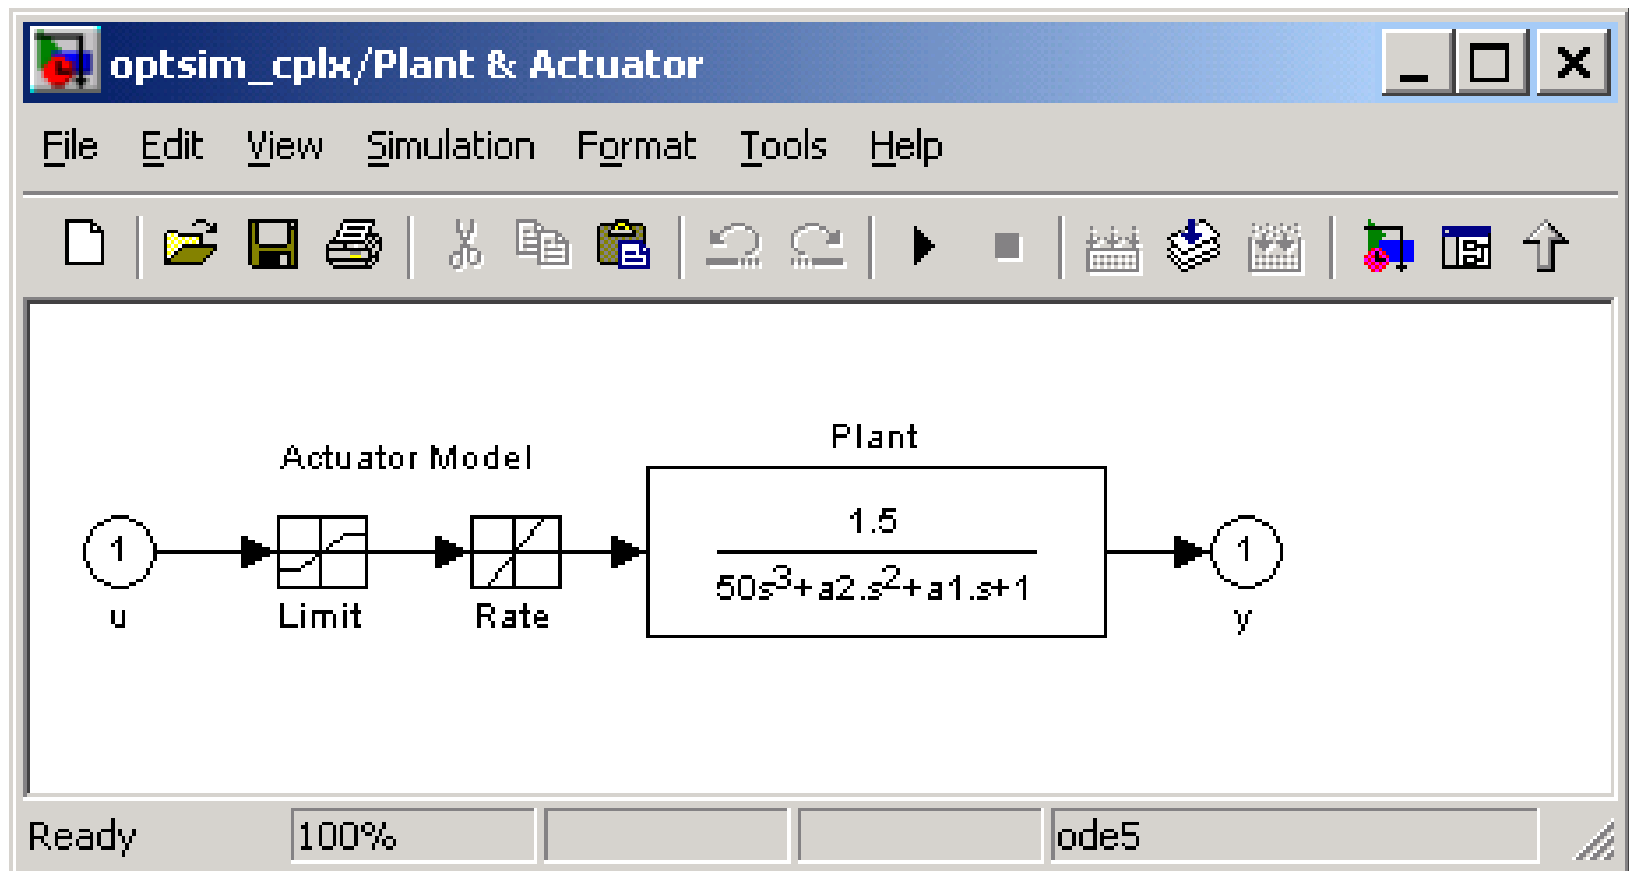 optsim_cplx/Plant & Actuator
File Edit View Simulation Format Tools Help
Plant
Actuator Model
1.5
50s³+a2.s²+a1.s+1
1
1
u
Limit
Rate
y
Ready
100%
ode5